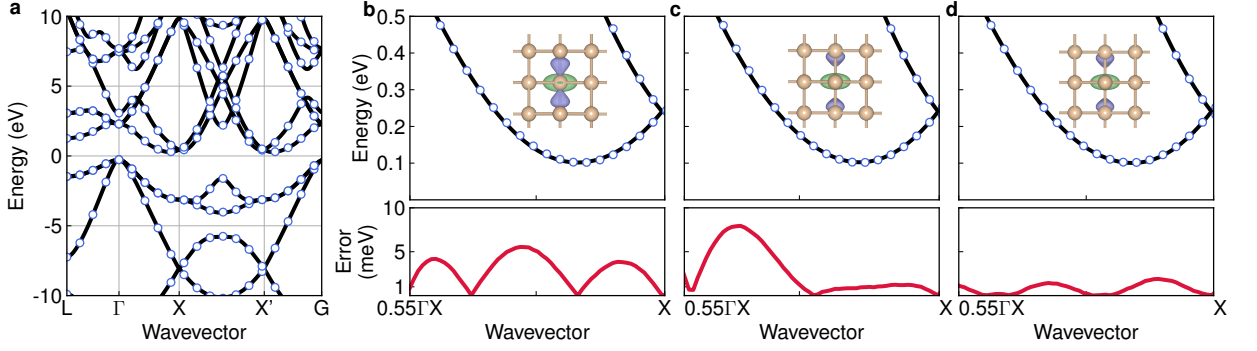 a
10
5
0
-5
-10
Energy (eV)
L Γ X X' G
Wavevector
b
0.5
0.4
0.3
0.2
0.1
Energy (eV)
10
5
1
Error
(meV)
0.55ΓX X
Wavevector
c
0.55ΓX X
Wavevector
d
0.55ΓX X
Wavevector